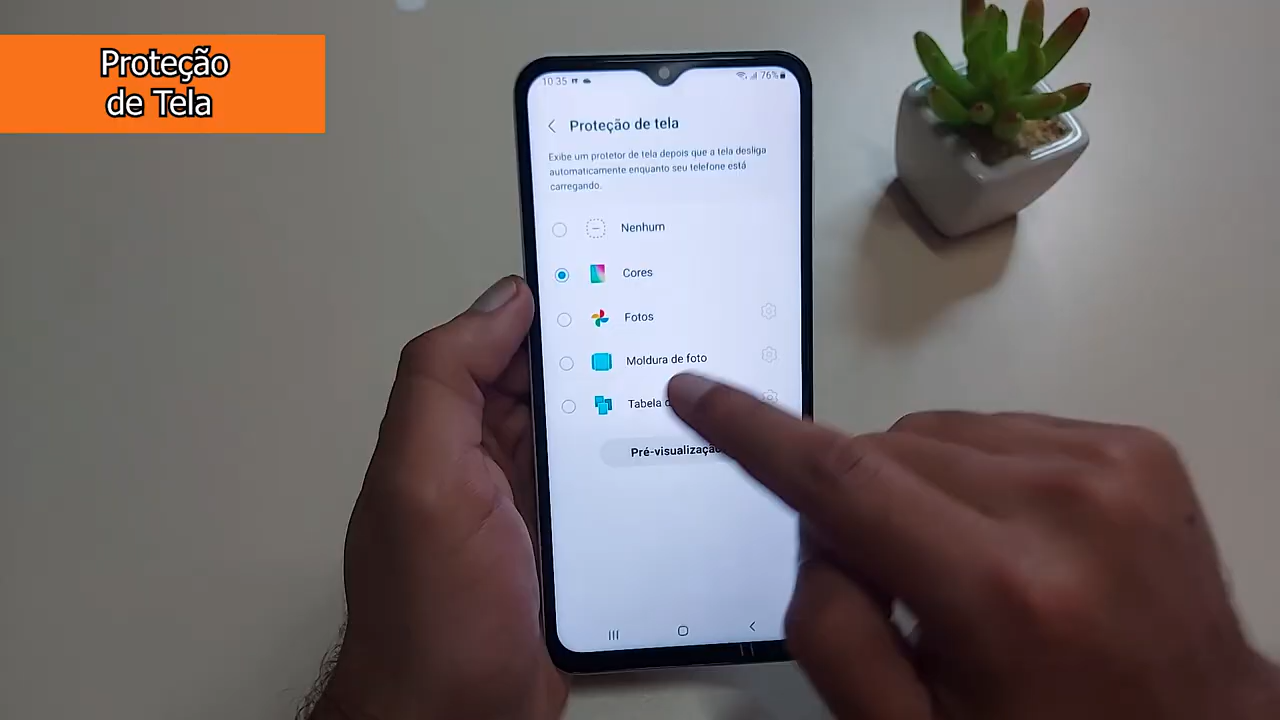 Proteção
de Tela
10:35
76%
Proteção de tela
Exibe um protetor de tela depois que a tela desliga
automaticamente enquanto seu telefone está
carregando.
Nenhum
Cores
Fotos
Moldura de foto
Tabela
Pré-visualização